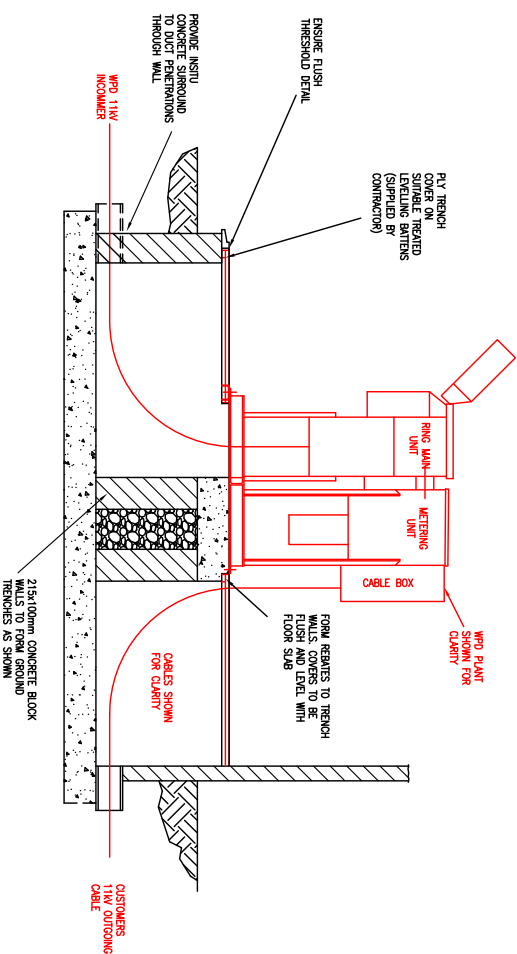 ENSURE FLUSH
THRESHOLD DETAIL
PLY TRENCH
COVER ON
SUITABLE TREATED
LEVELLING BATTENS
(SUPPLIED BY
CONTRACTOR)
PROVIDE INSITU
CONCRETE SURROUND
TO DUCT PENETRATIONS
THROUGH WALL
WPD 11kV
INCOMMER
RING MAIN
UNIT
METERING
UNIT
CABLE BOX
WPD PLANT
SHOWN FOR
CLARITY
FORM REBATES TO TRENCH
WALLS. COVERS TO BE
FLUSH AND LEVEL WITH
FLOOR SLAB
CABLES SHOWN
FOR CLARITY
215x100mm CONCRETE BLOCK
WALLS TO FORM GROUND
TRENCHES AS SHOWN
CUSTOMERS
11kV OUTGOING
CABLE